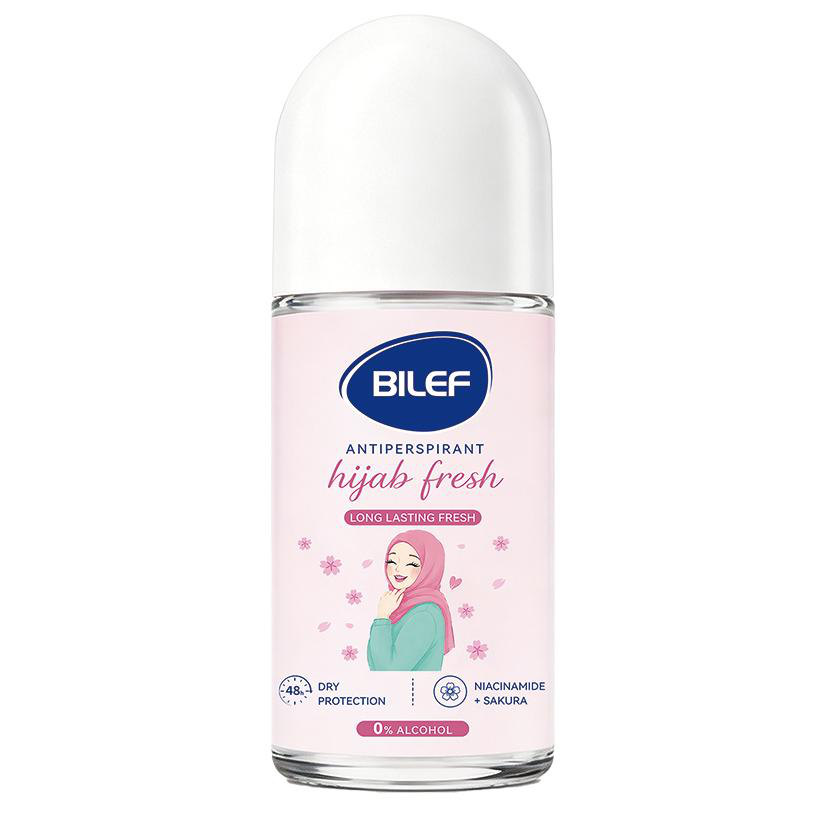 BILEF
ANTIPERSPIRANT
hijab fresh
LONG LASTING FRESH
48h DRY PROTECTION
NIACINAMIDE + SAKURA
0% ALCOHOL